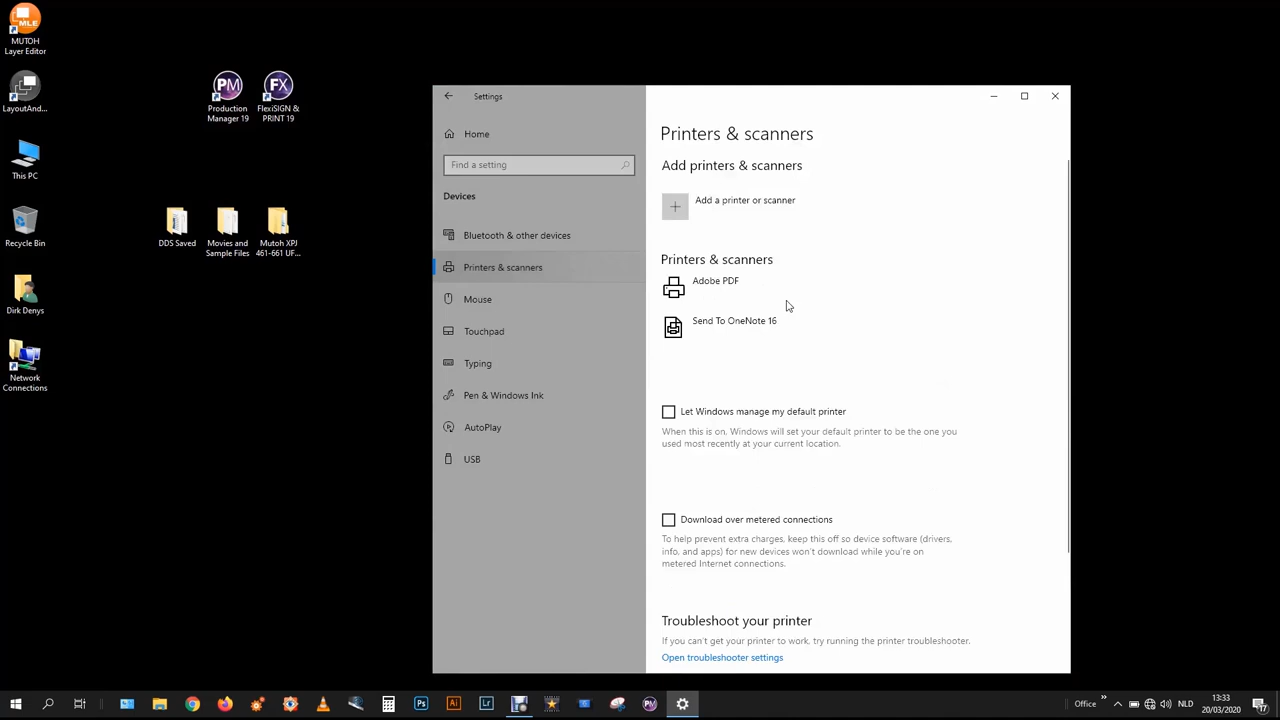 MLE
MUTOH
Layer Editor
LayoutAnd...
This PC
Recycle Bin
Dirk Denys
Network
Connections
PM
Production
Manager 19
FX
FlexiSIGN &
PRINT 19
DDS Saved
Movies and
Sample Files
Mutoh XPJ
461-661 UF...
Settings
Home
Find a setting
Devices
Bluetooth & other devices
Printers & scanners
Mouse
Touchpad
Typing
Pen & Windows Ink
AutoPlay
USB
Printers & scanners
Add printers & scanners
Add a printer or scanner
Printers & scanners
Adobe PDF
Send To OneNote 16
Let Windows manage my default printer
When this is on, Windows will set your default printer to be the one you
used most recently at your current location.
Download over metered connections
To help prevent extra charges, keep this off so device software (drivers,
info, and apps) for new devices won't download while you're on
metered Internet connections.
Troubleshoot your printer
If you can't get your printer to work, try running the printer troubleshooter.
Open troubleshooter settings
Ps
Ai
Lr
PM
Office
NLD
13:33
20/03/2020